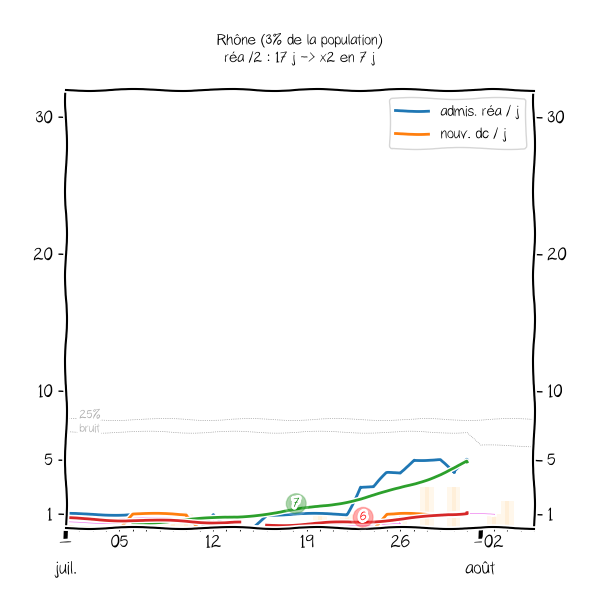 Rhône (3% de la population)
réa /2 : 17 j -> x2 en 7 j
admis. réa / j
nouv. dc / j
30 30
20 20
10 10
25%
bruit
5 5
7
6
1 1
05 12 19 26 02
juil. août